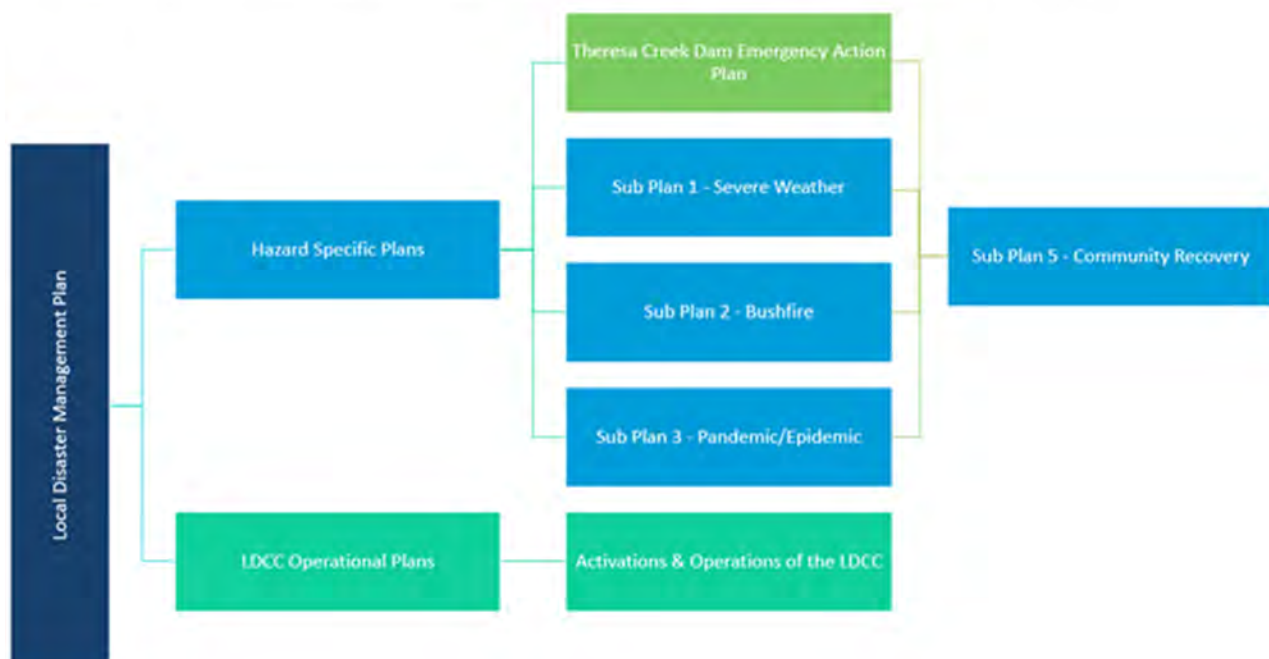 Local Disaster Management Plan
Hazard Specific Plans
LDCC Operational Plans
Theresa Creek Dam Emergency Action
Plan
Sub Plan 1 - Severe Weather
Sub Plan 2 - Bushfire
Sub Plan 3 - Pandemic/Epidemic
Activations & Operations of the LDCC
Sub Plan 5 - Community Recovery